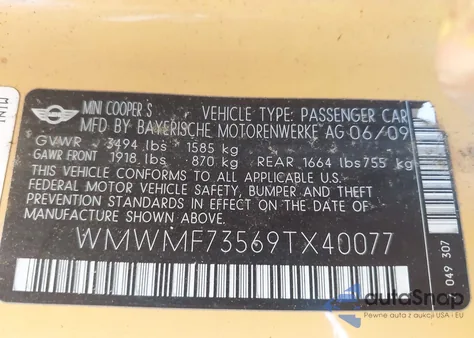 MINI COOPER S VEHICLE TYPE: PASSENGER CAR
MFD BY BAYERISCHE MOTORENWERKE AG 06/09
GVWR 3494 lbs 1585 kg
GAWR FRONT 1918 lbs 870 kg REAR 1664 lbs 755 kg
THIS VEHICLE CONFORMS TO ALL APPLICABLE U.S.
FEDERAL MOTOR VEHICLE SAFETY, BUMPER AND THEFT
PREVENTION STANDARDS IN EFFECT ON THE DATE OF
MANUFACTURE SHOWN ABOVE.
WMWMF73569TX40077
049 307
MINI
autoSnap
Pewne auta z USA i EU